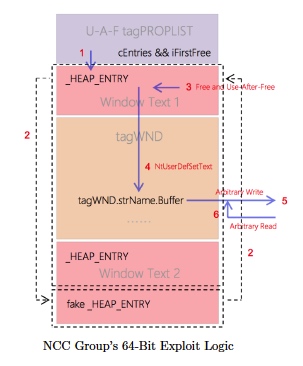 U-A-F tagPROPLIST
1
cEntries && iFirstFree
_HEAP_ENTRY
3 Free and Use-After-Free
Window Text 1
2
tagWND
4 NtUserDefSetText
Arbitrary Write
tagWND.strName.Buffer
5
6
Arbitrary Read
......
_HEAP_ENTRY
2
Window Text 2
fake _HEAP_ENTRY
NCC Group's 64-Bit Exploit Logic